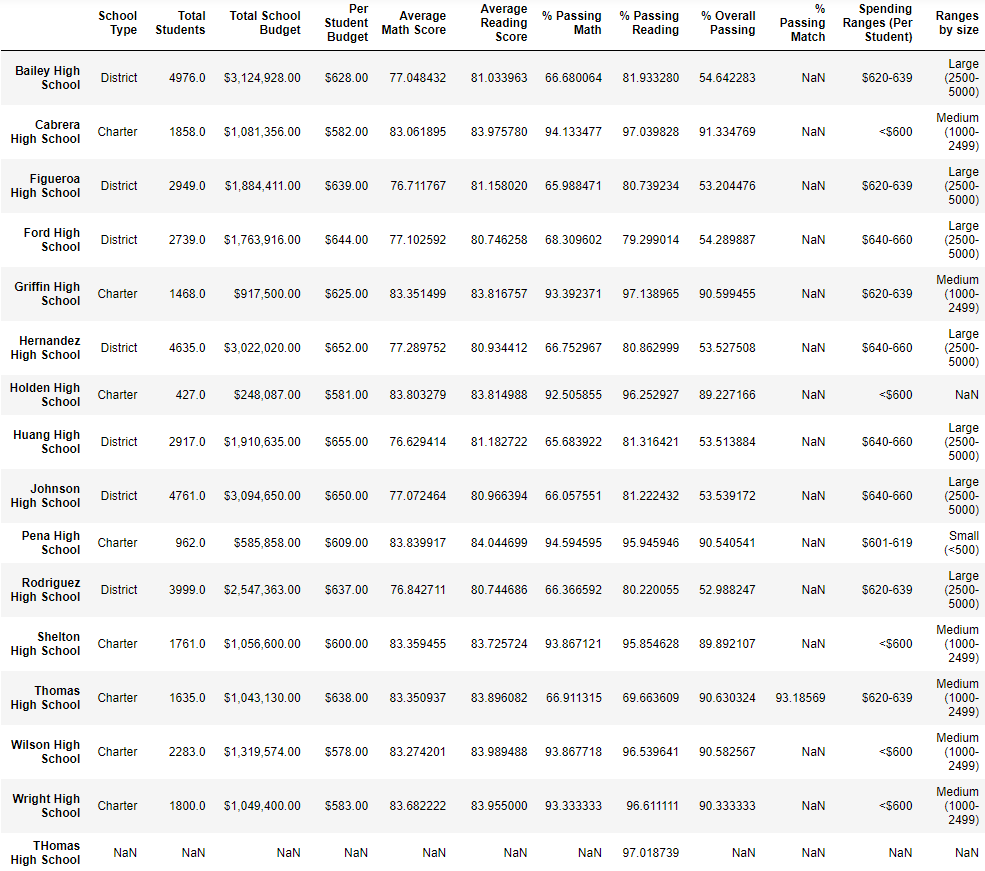 School Type Total Students Total School Budget Per Student Budget Average Math Score Average Reading Score % Passing Math % Passing Reading % Overall Passing % Passing Match Spending Ranges (Per Student) Ranges by size
Bailey High School District 4976.0 $3,124,928.00 $628.00 77.048432 81.033963 66.680064 81.933280 54.642283 NaN $620-639 Large (2500-5000)
Cabrera High School Charter 1858.0 $1,081,356.00 $582.00 83.061895 83.975780 94.133477 97.039828 91.334769 NaN <$600 Medium (1000-2499)
Figueroa High School District 2949.0 $1,884,411.00 $639.00 76.711767 81.158020 65.988471 80.739234 53.204476 NaN $620-639 Large (2500-5000)
Ford High School District 2739.0 $1,763,916.00 $644.00 77.102592 80.746258 68.309602 79.299014 54.289887 NaN $640-660 Large (2500-5000)
Griffin High School Charter 1468.0 $917,500.00 $625.00 83.351499 83.816757 93.392371 97.138965 90.599455 NaN $620-639 Medium (1000-2499)
Hernandez High School District 4635.0 $3,022,020.00 $652.00 77.289752 80.934412 66.752967 80.862999 53.527508 NaN $640-660 Large (2500-5000)
Holden High School Charter 427.0 $248,087.00 $581.00 83.803279 83.814988 92.505855 96.252927 89.227166 NaN <$600 NaN
Huang High School District 2917.0 $1,910,635.00 $655.00 76.629414 81.182722 65.683922 81.316421 53.513884 NaN $640-660 Large (2500-5000)
Johnson High School District 4761.0 $3,094,650.00 $650.00 77.072464 80.966394 66.057551 81.222432 53.539172 NaN $640-660 Large (2500-5000)
Pena High School Charter 962.0 $585,858.00 $609.00 83.839917 84.044699 94.594595 95.945946 90.540541 NaN $601-619 Small (<500)
Rodriguez High School District 3999.0 $2,547,363.00 $637.00 76.842711 80.744686 66.366592 80.220055 52.988247 NaN $620-639 Large (2500-5000)
Shelton High School Charter 1761.0 $1,056,600.00 $600.00 83.359455 83.725724 93.867121 95.854628 89.892107 NaN <$600 Medium (1000-2499)
Thomas High School Charter 1635.0 $1,043,130.00 $638.00 83.350937 83.896082 66.911315 69.663609 90.630324 93.18569 $620-639 Medium (1000-2499)
Wilson High School Charter 2283.0 $1,319,574.00 $578.00 83.274201 83.989488 93.867718 96.539641 90.582567 NaN <$600 Medium (1000-2499)
Wright High School Charter 1800.0 $1,049,400.00 $583.00 83.682222 83.955000 93.333333 96.611111 90.333333 NaN <$600 Medium (1000-2499)
THomas High School NaN NaN NaN NaN NaN NaN NaN 97.018739 NaN NaN NaN NaN